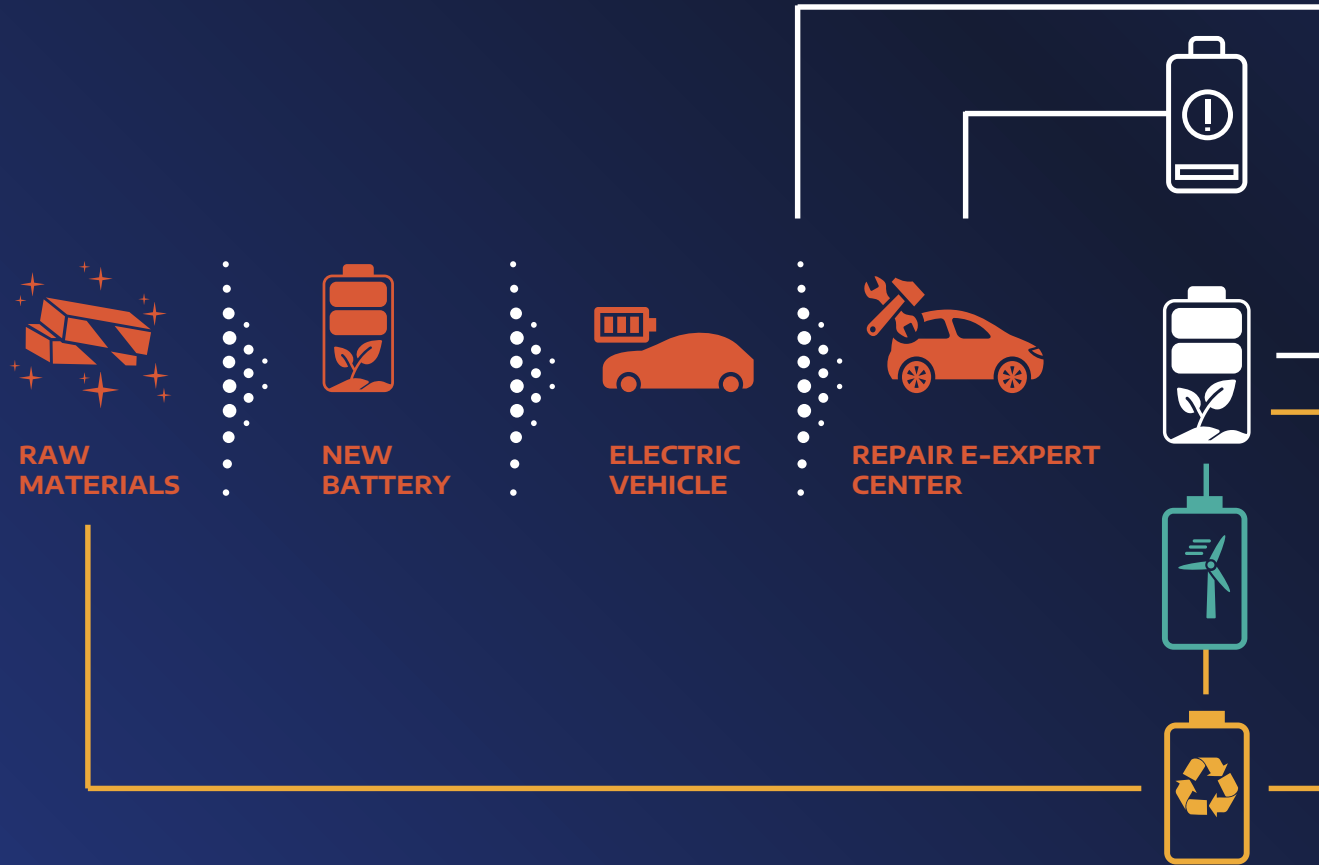 RAW
MATERIALS
NEW
BATTERY
ELECTRIC
VEHICLE
REPAIR E-EXPERT
CENTER